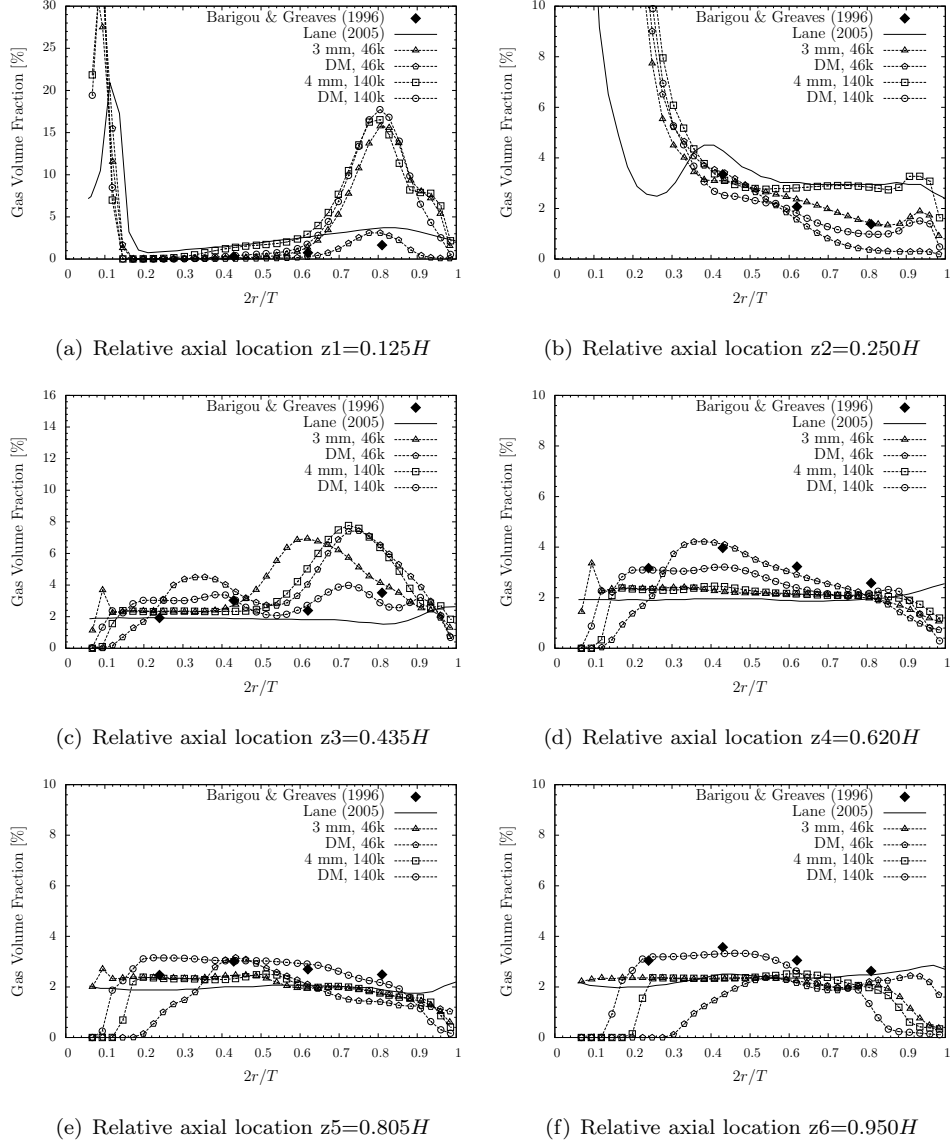 Gas Volume Fraction [%]
30
25
20
15
10
5
0
0 0.1 0.2 0.3 0.4 0.5 0.6 0.7 0.8 0.9 1
2r/T
Barigou & Greaves (1996)
Lane (2005)
3 mm, 46k
DM, 46k
4 mm, 140k
DM, 140k
(a) Relative axial location z1=0.125H
Gas Volume Fraction [%]
10
8
6
4
2
0
0 0.1 0.2 0.3 0.4 0.5 0.6 0.7 0.8 0.9 1
2r/T
Barigou & Greaves (1996)
Lane (2005)
3 mm, 46k
DM, 46k
4 mm, 140k
DM, 140k
(b) Relative axial location z2=0.250H
Gas Volume Fraction [%]
16
14
12
10
8
6
4
2
0
0 0.1 0.2 0.3 0.4 0.5 0.6 0.7 0.8 0.9 1
2r/T
Barigou & Greaves (1996)
Lane (2005)
3 mm, 46k
DM, 46k
4 mm, 140k
DM, 140k
(c) Relative axial location z3=0.435H
Gas Volume Fraction [%]
10
8
6
4
2
0
0 0.1 0.2 0.3 0.4 0.5 0.6 0.7 0.8 0.9 1
2r/T
Barigou & Greaves (1996)
Lane (2005)
3 mm, 46k
DM, 46k
4 mm, 140k
DM, 140k
(d) Relative axial location z4=0.620H
Gas Volume Fraction [%]
10
8
6
4
2
0
0 0.1 0.2 0.3 0.4 0.5 0.6 0.7 0.8 0.9 1
2r/T
Barigou & Greaves (1996)
Lane (2005)
3 mm, 46k
DM, 46k
4 mm, 140k
DM, 140k
(e) Relative axial location z5=0.805H
Gas Volume Fraction [%]
10
8
6
4
2
0
0 0.1 0.2 0.3 0.4 0.5 0.6 0.7 0.8 0.9 1
2r/T
Barigou & Greaves (1996)
Lane (2005)
3 mm, 46k
DM, 46k
4 mm, 140k
DM, 140k
(f) Relative axial location z6=0.950H